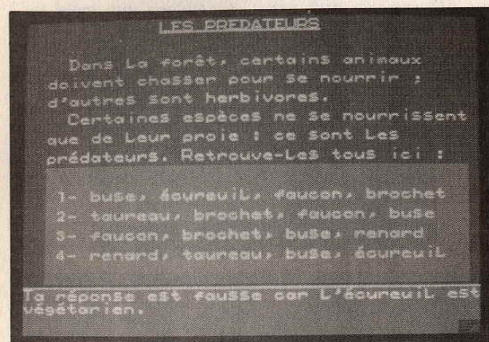 LES PREDATEURS
Dans la forêt, certains animaux
doivent chasser pour se nourrir ;
d'autres sont herbivores.
Certaines espèces ne se nourrissent
que de leur proie : ce sont les
prédateurs. Retrouve-les tous ici :
1- buse, écureuil, faucon, brochet
2- taureau, brochet, faucon, buse
3- faucon, brochet, buse, renard
4- renard, taureau, buse, écureuil
Ta réponse est fausse car l'écureuil est
végétarien.